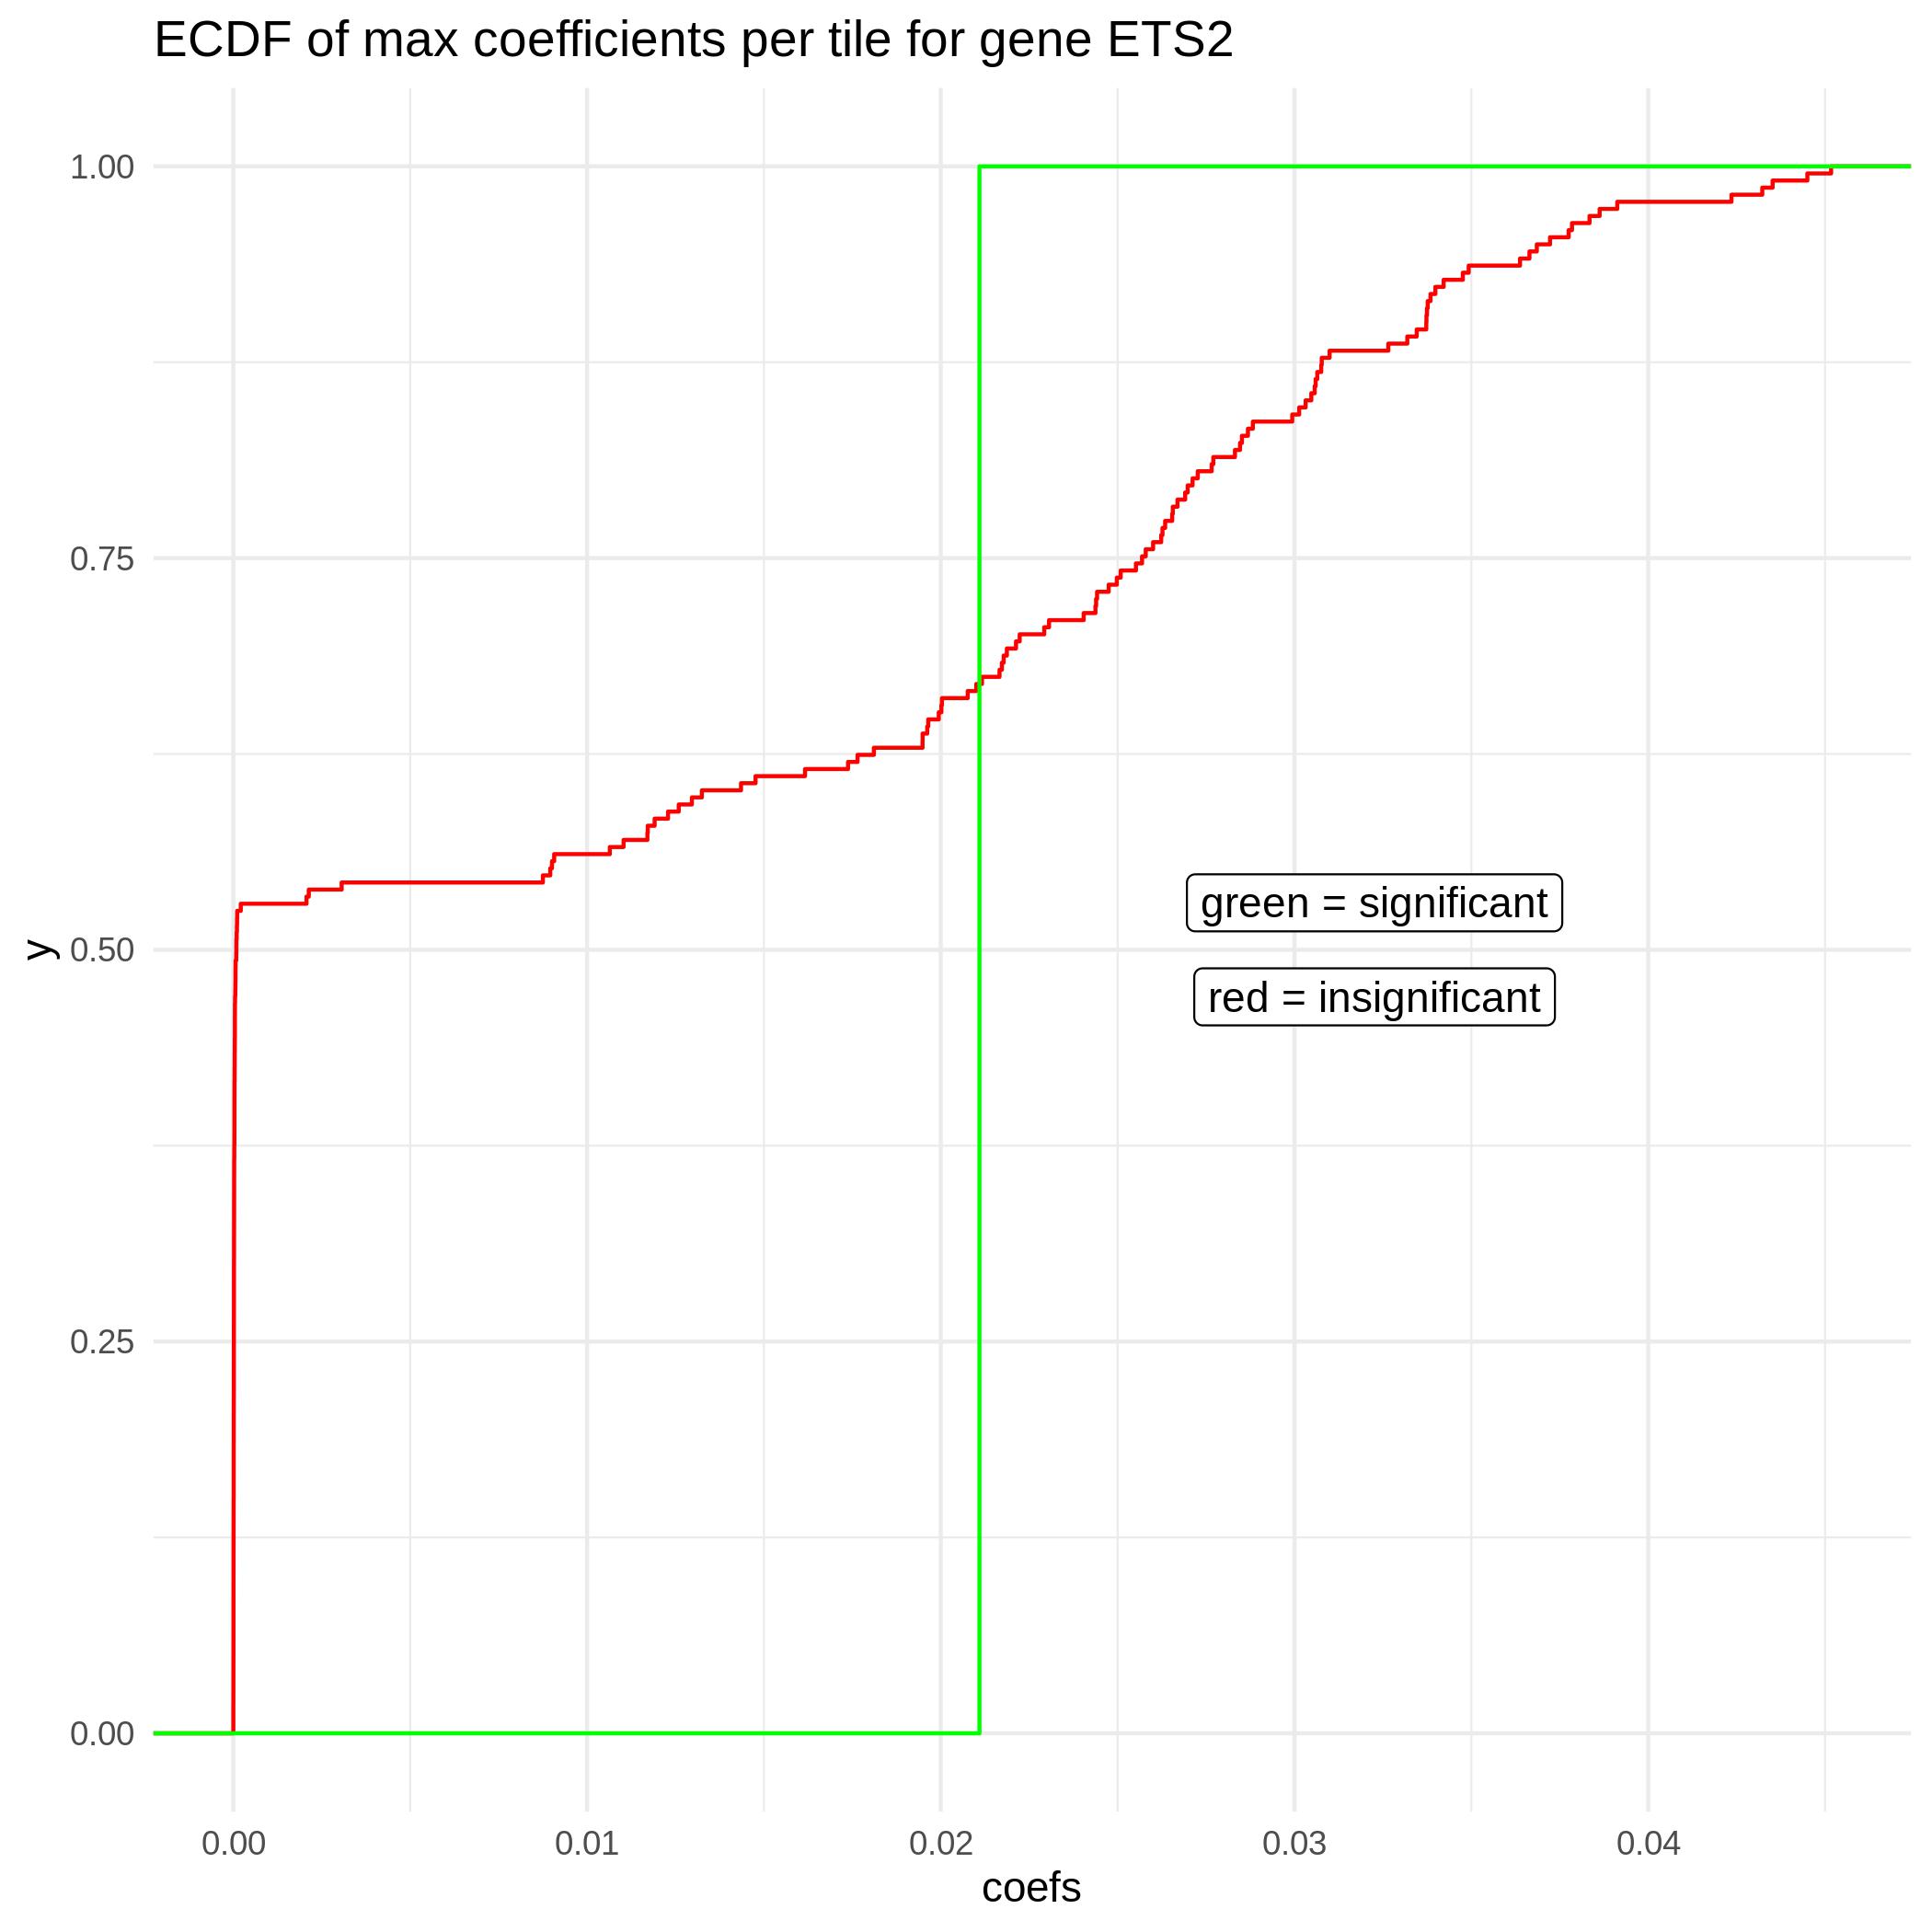 ECDF of max coefficients per tile for gene ETS2
1.00
0.75
0.50
0.25
0.00
y
green = significant
red = insignificant
0.00
0.01
0.02
0.03
0.04
coefs